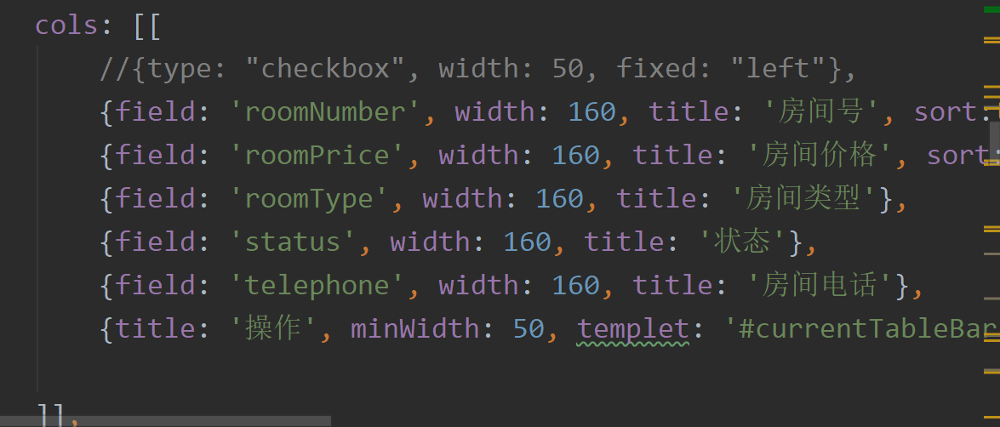 cols: [[
//{type: "checkbox", width: 50, fixed: "left"},
{field: 'roomNumber', width: 160, title: '房间号', sort:
{field: 'roomPrice', width: 160, title: '房间价格', sort:
{field: 'roomType', width: 160, title: '房间类型'},
{field: 'status', width: 160, title: '状态'},
{field: 'telephone', width: 160, title: '房间电话'},
{title: '操作', minWidth: 50, templet: '#currentTableBar
]],